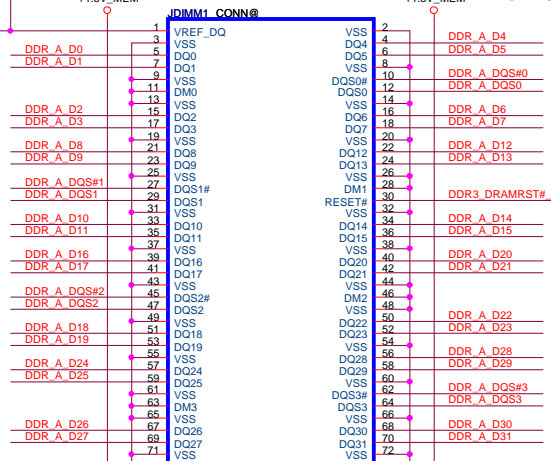 JDIMM1 CONN@
1 VREF_DQ VSS 2
3 VSS DQ4 4 DDR_A_D4
DDR_A_D0 5 DQ0 DQ5 6 DDR_A_D5
DDR_A_D1 7 DQ1 VSS 8
9 VSS DQS0# 10 DDR_A_DQS#0
11 DM0 DQS0 12 DDR_A_DQS0
13 VSS VSS 14
DDR_A_D2 15 DQ2 DQ6 16 DDR_A_D6
DDR_A_D3 17 DQ3 DQ7 18 DDR_A_D7
19 VSS VSS 20
DDR_A_D8 21 DQ8 DQ12 22 DDR_A_D12
DDR_A_D9 23 DQ9 DQ13 24 DDR_A_D13
25 VSS VSS 26
DDR_A_DQS#1 27 DQS1# DM1 28
DDR_A_DQS1 29 DQS1 RESET# 30 DDR3_DRAMRST#
31 VSS VSS 32
DDR_A_D10 33 DQ10 DQ14 34 DDR_A_D14
DDR_A_D11 35 DQ11 DQ15 36 DDR_A_D15
37 VSS VSS 38
DDR_A_D16 39 DQ16 DQ20 40 DDR_A_D20
DDR_A_D17 41 DQ17 DQ21 42 DDR_A_D21
43 VSS VSS 44
DDR_A_DQS#2 45 DQS2# DM2 46
DDR_A_DQS2 47 DQS2 VSS 48
49 VSS DQ22 50 DDR_A_D22
DDR_A_D18 51 DQ18 DQ23 52 DDR_A_D23
DDR_A_D19 53 DQ19 VSS 54
55 VSS DQ28 56 DDR_A_D28
DDR_A_D24 57 DQ24 DQ29 58 DDR_A_D29
DDR_A_D25 59 DQ25 VSS 60
61 VSS DQS3# 62 DDR_A_DQS#3
63 DM3 DQS3 64 DDR_A_DQS3
65 VSS VSS 66
DDR_A_D26 67 DQ26 DQ30 68 DDR_A_D30
DDR_A_D27 69 DQ27 DQ31 70 DDR_A_D31
71 VSS VSS 72